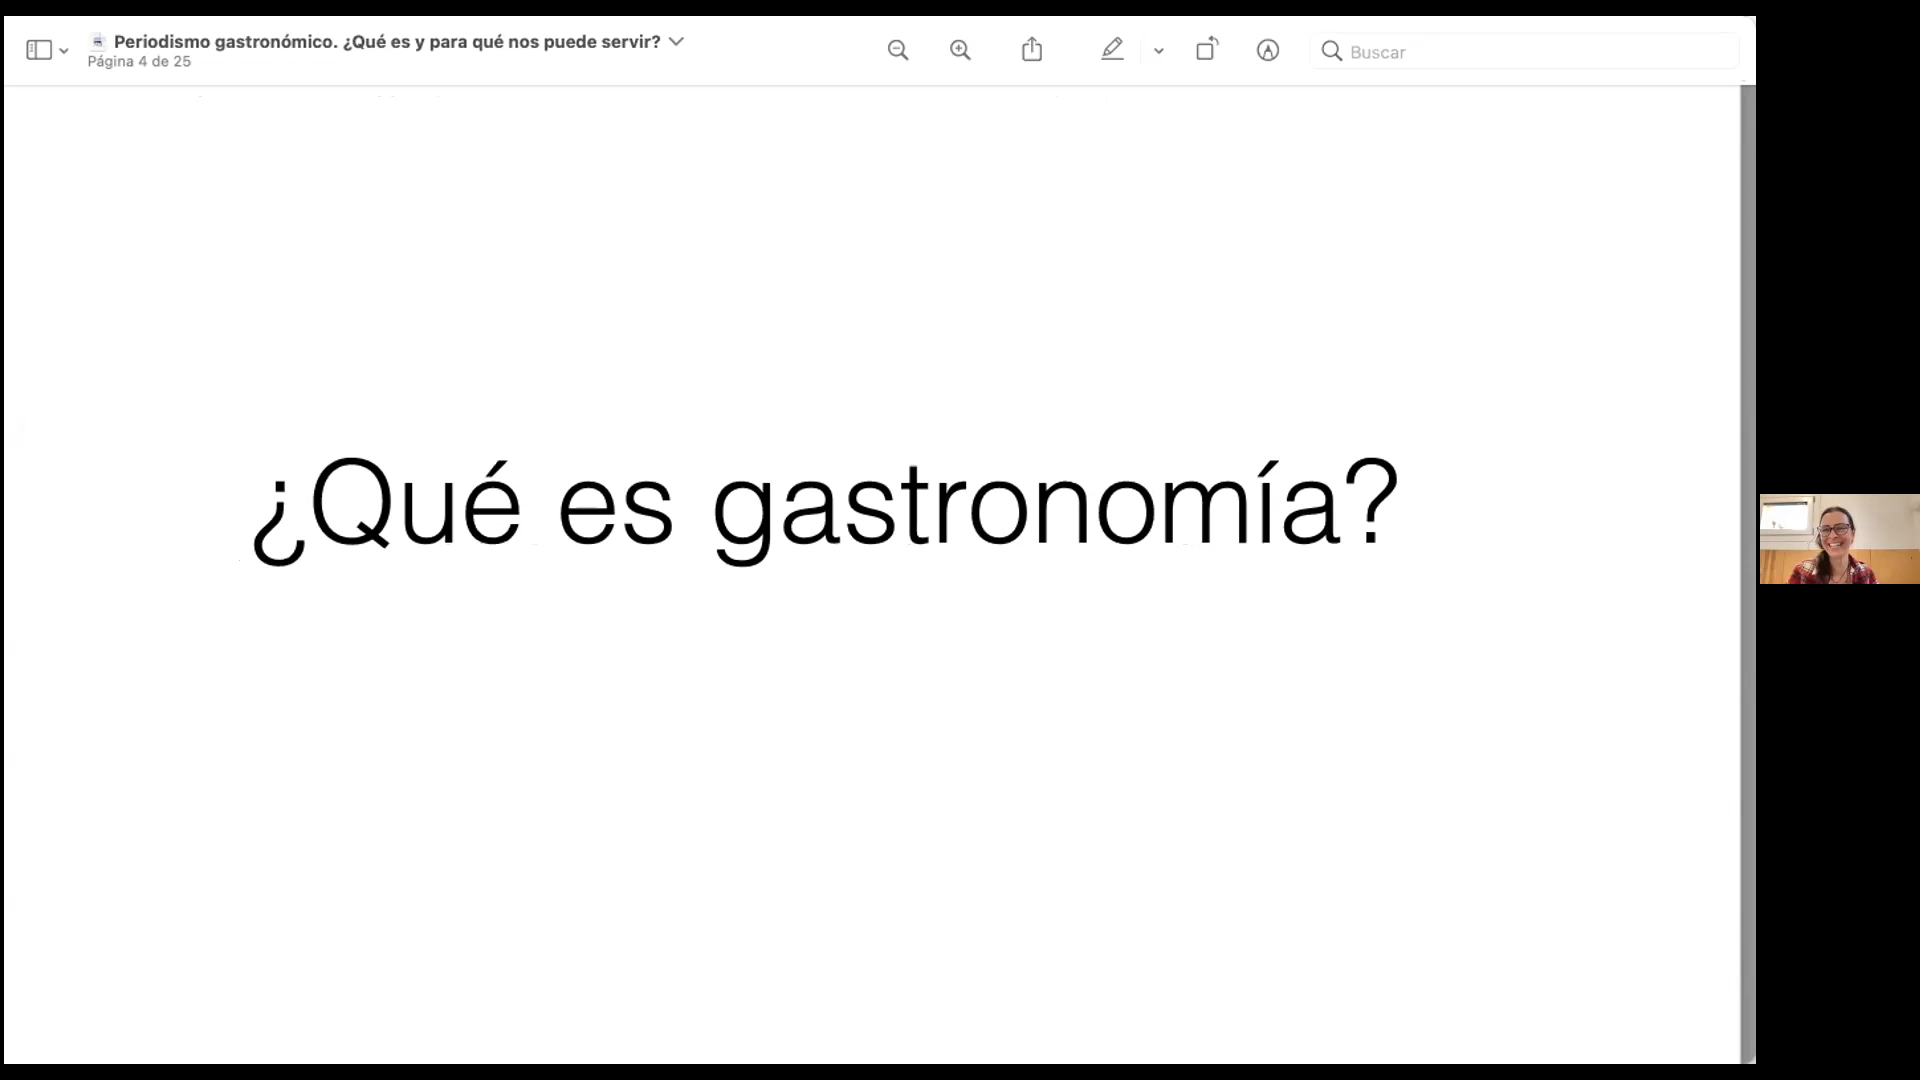 Periodismo gastronómico. ¿Qué es y para qué nos puede servir?
Página 4 de 25
Buscar
¿Qué es gastronomía?